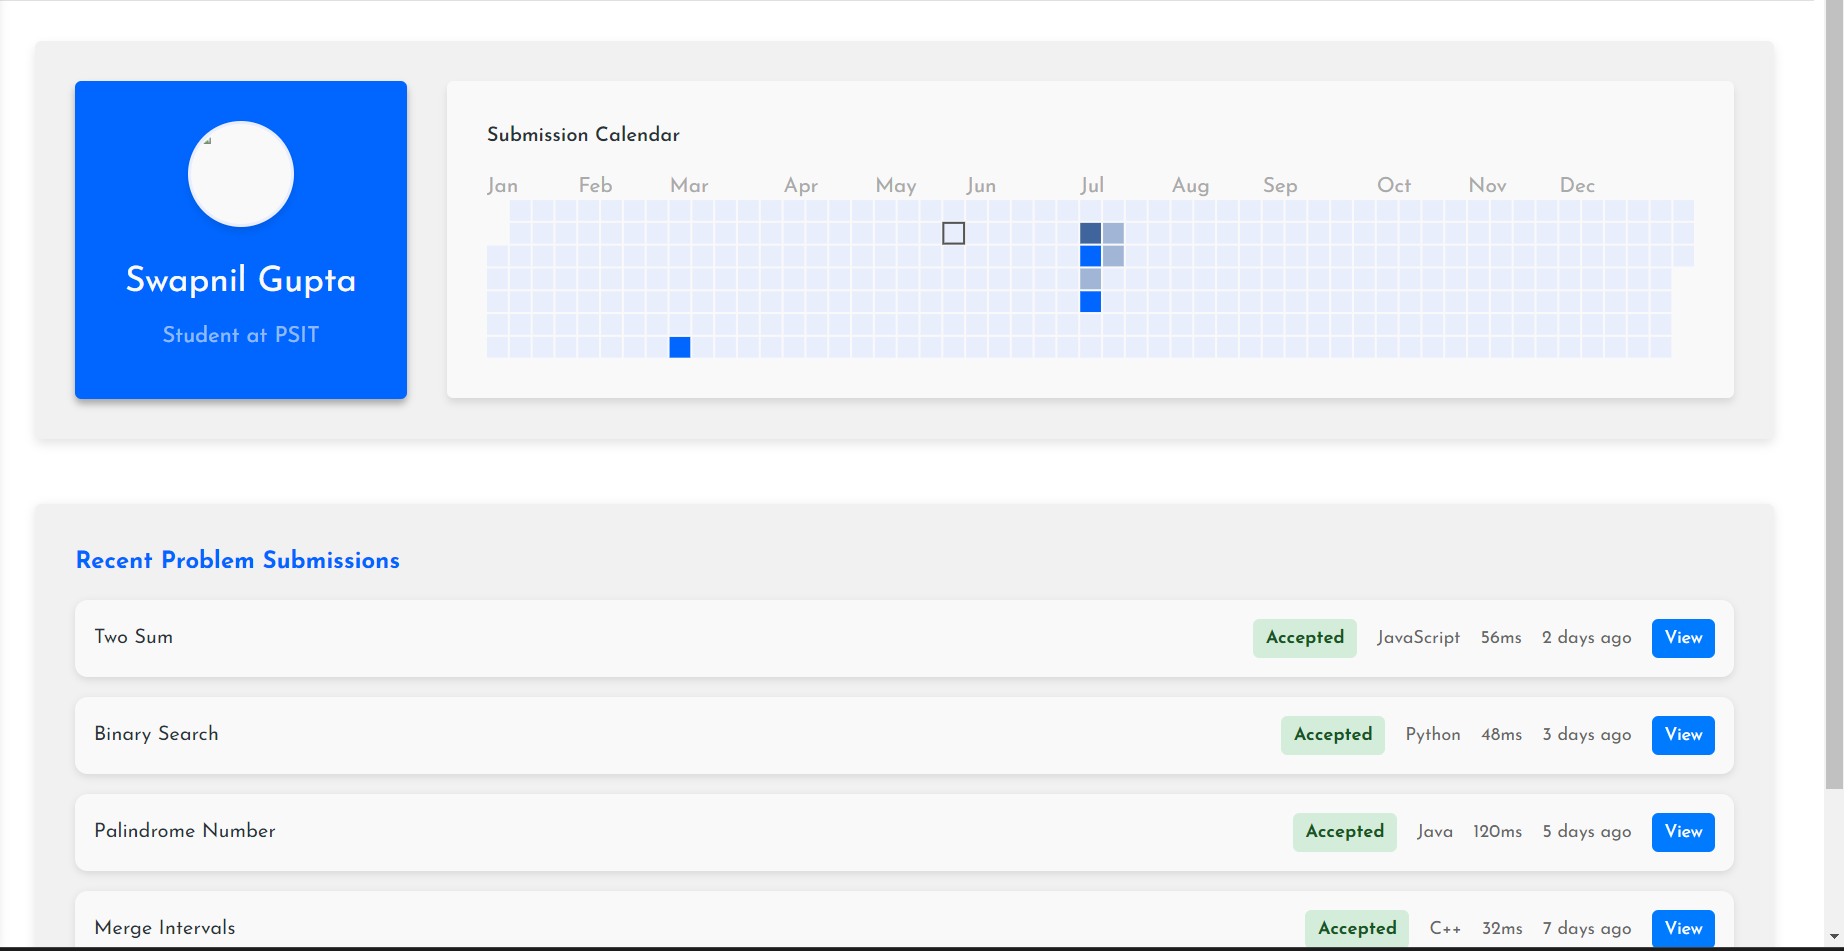 Swapnil Gupta
Student at PSIT
Submission Calendar
Jan Feb Mar Apr May Jun Jul Aug Sep Oct Nov Dec
Recent Problem Submissions
Two Sum Accepted JavaScript 56ms 2 days ago View
Binary Search Accepted Python 48ms 3 days ago View
Palindrome Number Accepted Java 120ms 5 days ago View
Merge Intervals Accepted C++ 32ms 7 days ago View